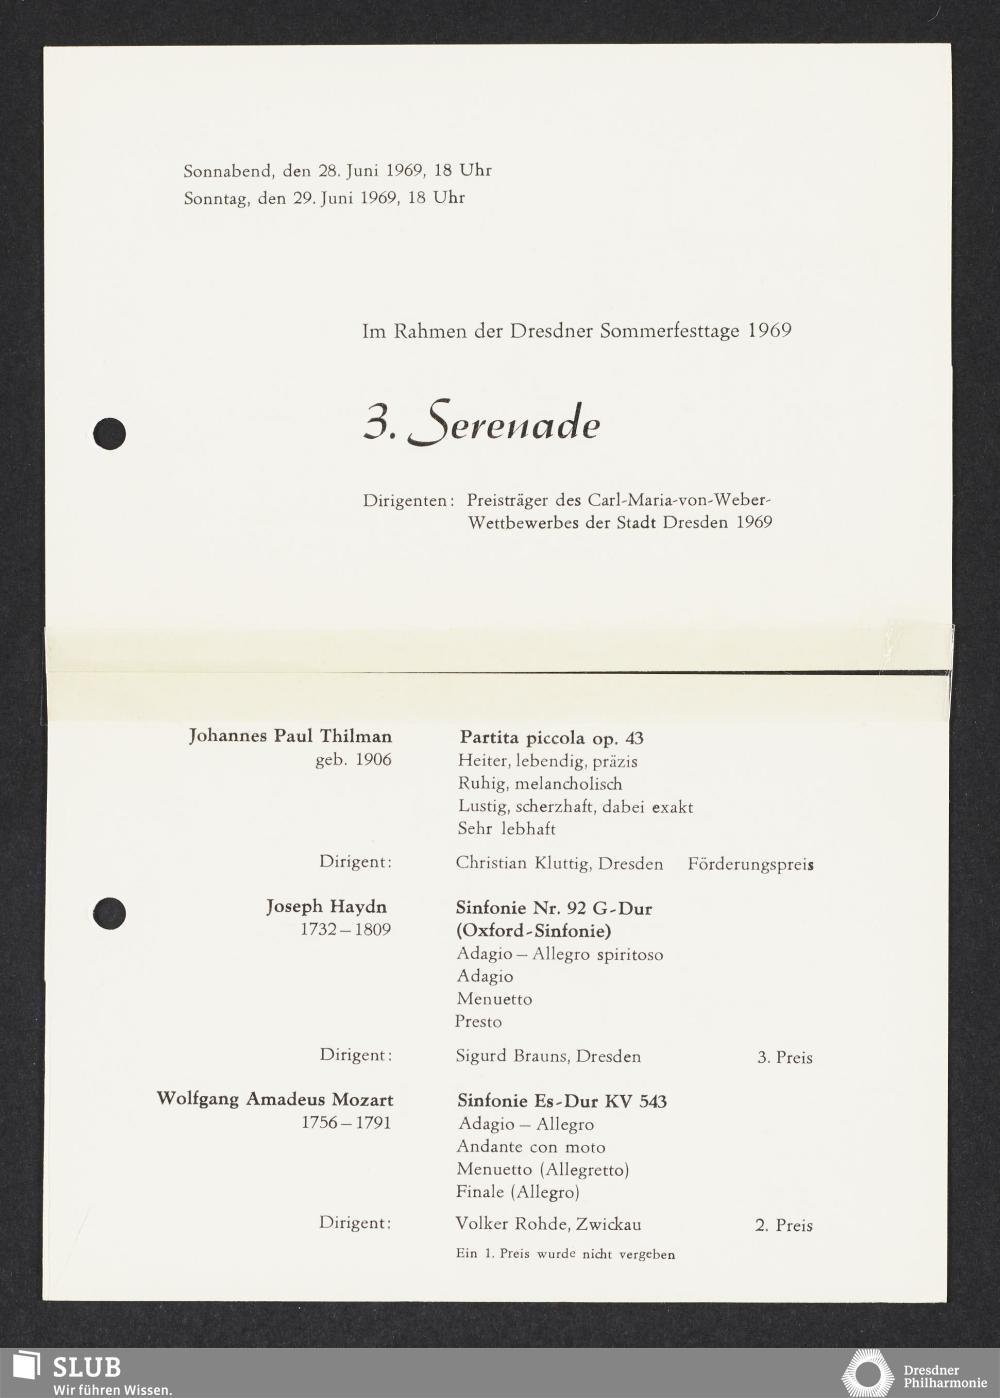 Sonnabend, den 28. Juni 1969, 18 Uhr
Sonntag, den 29. Juni 1969, 18 Uhr
Im Rahmen der Dresdner Sommerfesttage 1969
3. Serenade
Dirigenten: Preisträger des Carl-Maria-von-Weber-
Wettbewerbes der Stadt Dresden 1969
Johannes Paul Thilman Partita piccola op. 43
geb. 1906 Heiter, lebendig, präzis
Ruhig, melancholisch
Lustig, scherzhaft, dabei exakt
Sehr lebhaft
Dirigent: Christian Kluttig, Dresden Förderungspreis
Joseph Haydn Sinfonie Nr. 92 G-Dur
1732–1809 (Oxford-Sinfonie)
Adagio – Allegro spiritoso
Adagio
Menuetto
Presto
Dirigent: Sigurd Brauns, Dresden 3. Preis
Wolfgang Amadeus Mozart Sinfonie Es-Dur KV 543
1756–1791 Adagio – Allegro
Andante con moto
Menuetto (Allegretto)
Finale (Allegro)
Dirigent: Volker Rohde, Zwickau 2. Preis
Ein 1. Preis wurde nicht vergeben
SLUB
Wir führen Wissen.
Dresdner
Philharmonie